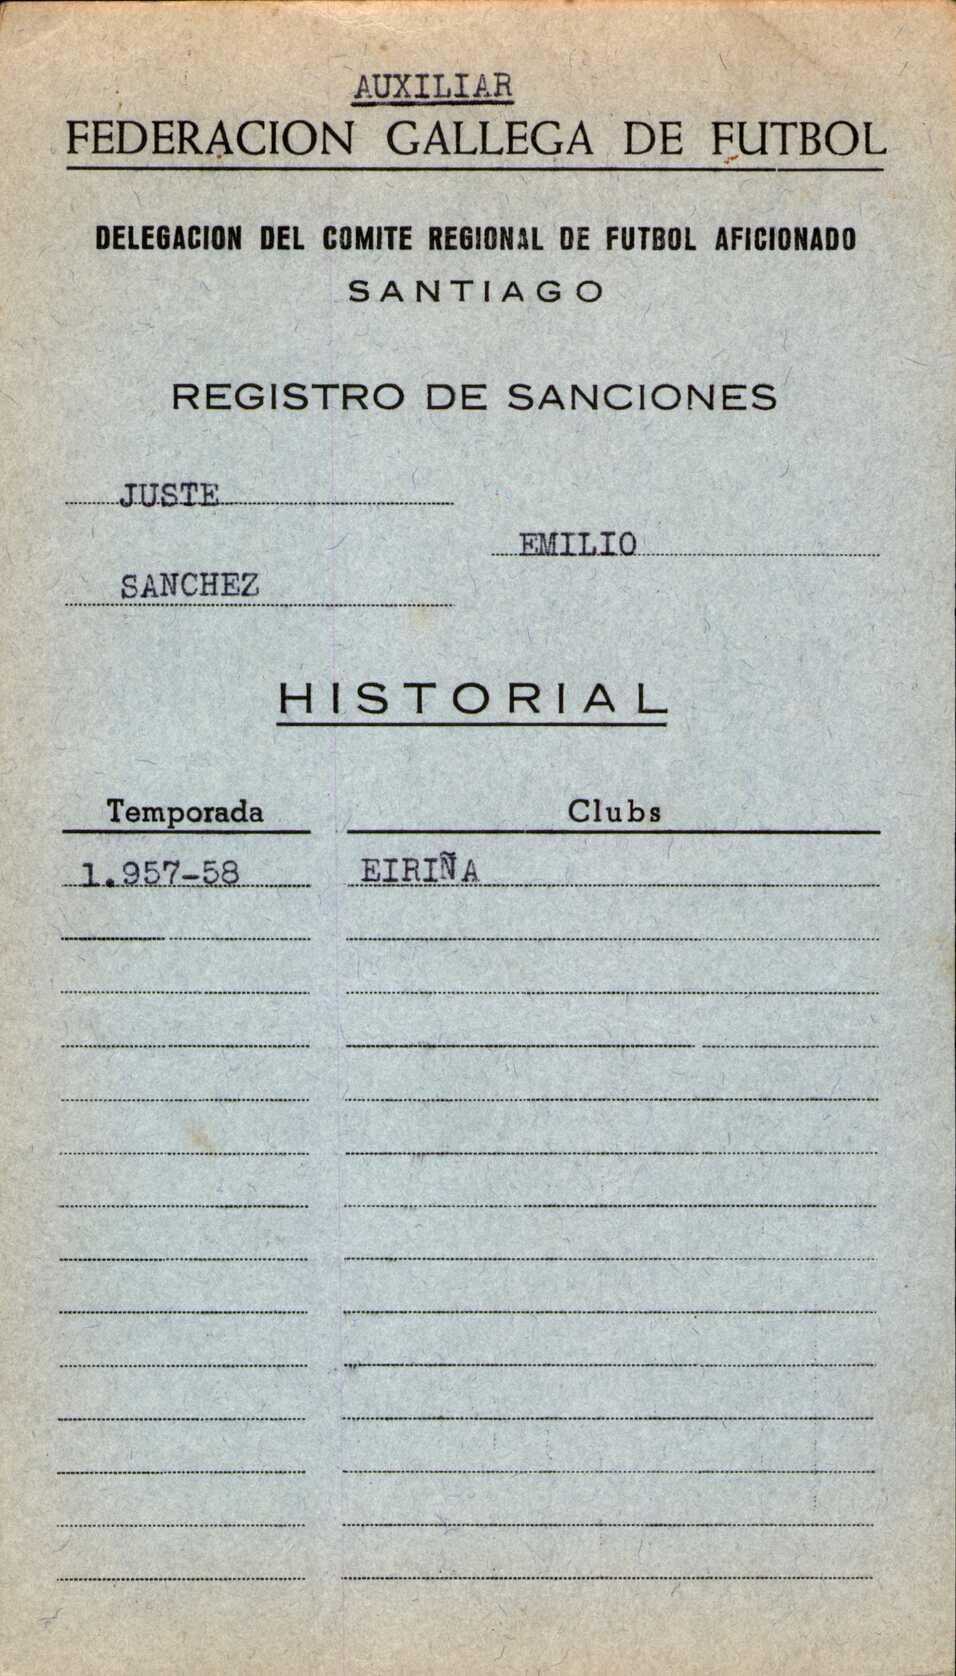 AUXILIAR
FEDERACION GALLEGA DE FUTBOL
DELEGACION DEL COMITE REGIONAL DE FUTBOL AFICIONADO
SANTIAGO
REGISTRO DE SANCIONES
JUSTE
EMILIO
SANCHEZ
HISTORIAL
Temporada Clubs
1.957-58 EIRIÑA